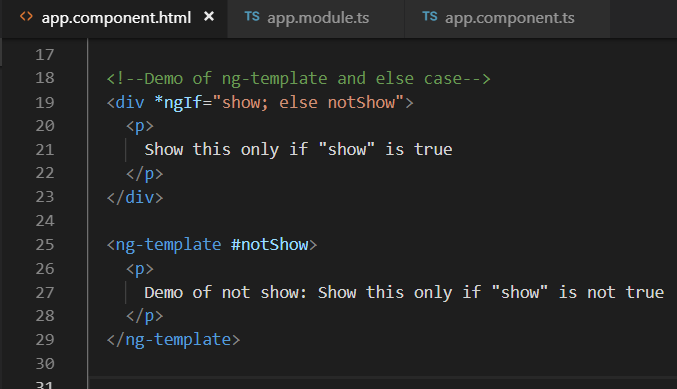 <> app.component.html × TS app.module.ts TS app.component.ts
17
18 <!--Demo of ng-template and else case-->
19 <div *ngIf="show; else notShow">
20 <p>
21 Show this only if "show" is true
22 </p>
23 </div>
24
25 <ng-template #notShow>
26 <p>
27 Demo of not show: Show this only if "show" is not true
28 </p>
29 </ng-template>
30
31